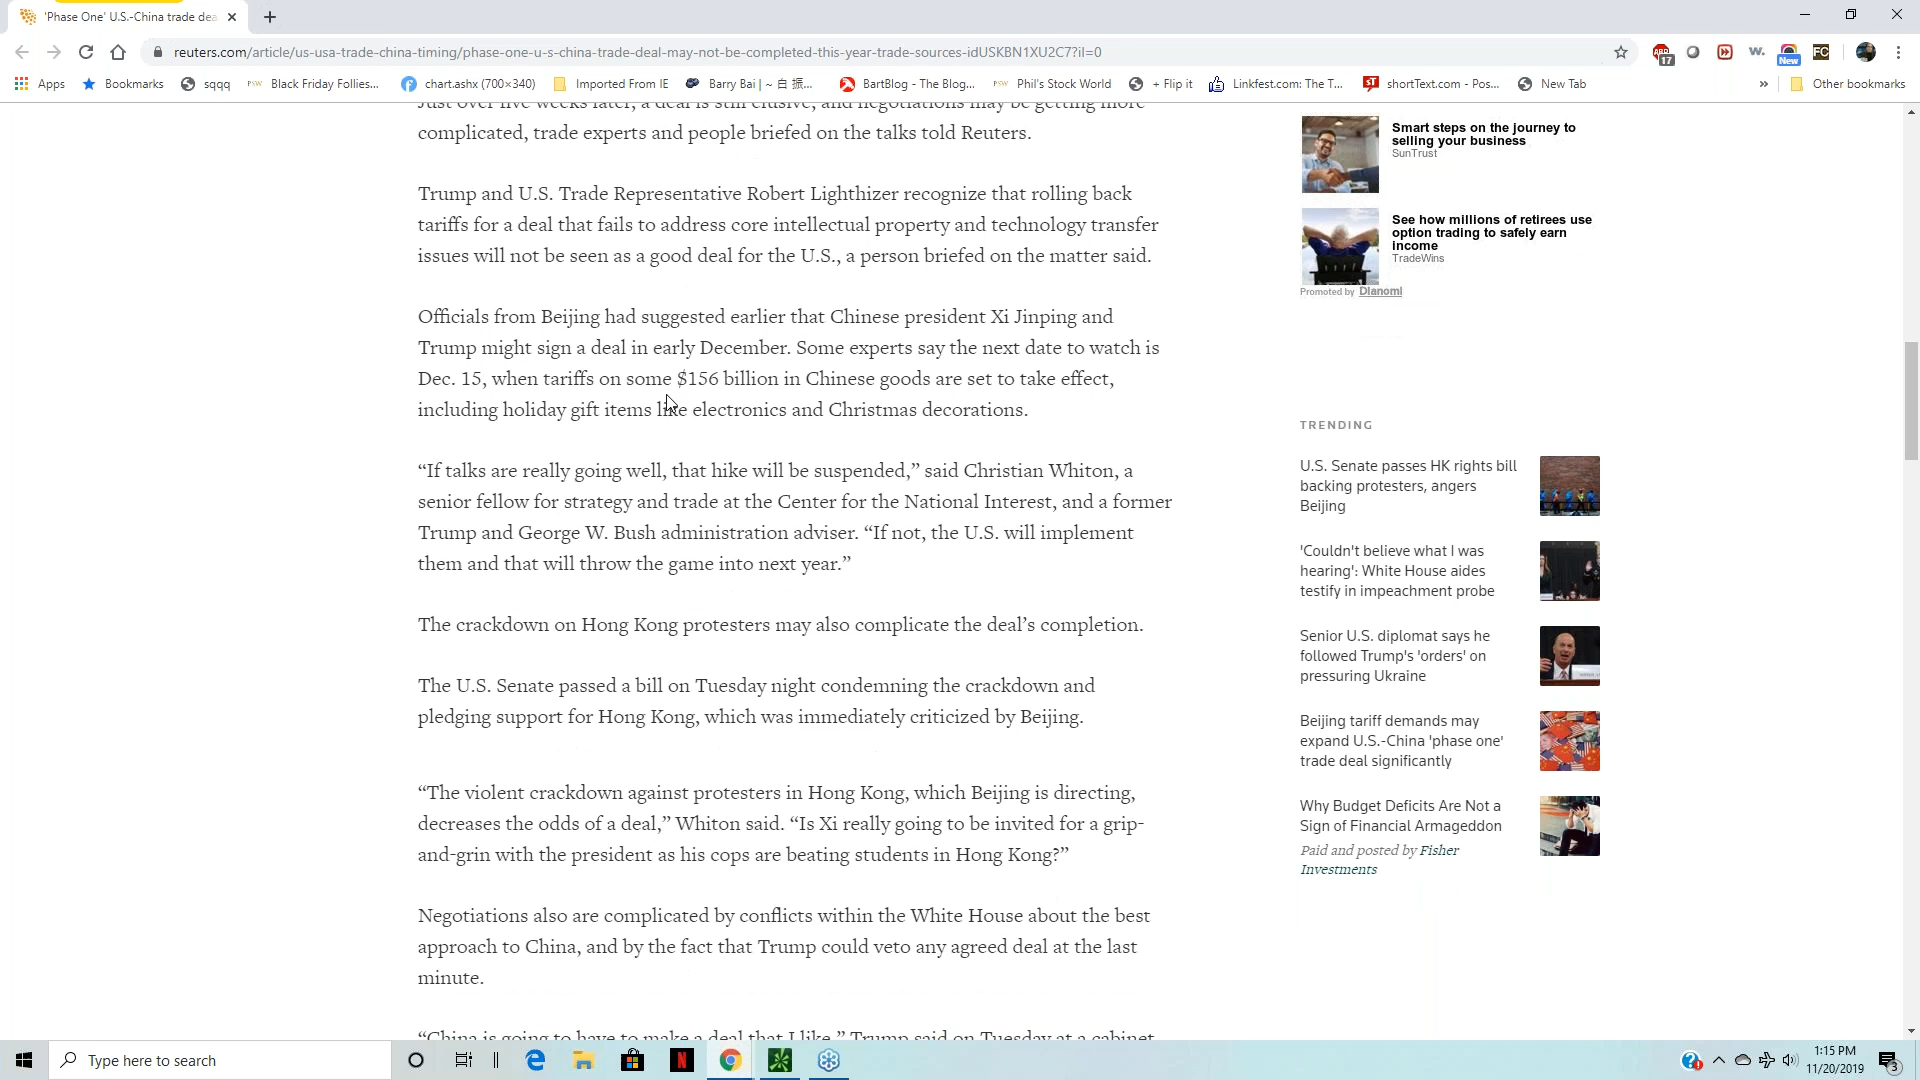 'Phase One' U.S.-China trade dea
reuters.com/article/us-usa-trade-china-timing/phase-one-u-s-china-trade-deal-may-not-be-completed-this-year-trade-sources-idUSKBN1XU2C7?il=0
17
W.
New
FC
Apps
Bookmarks
sqqq
PSW
Black Friday Follies...
chart.ashx (700×340)
Imported From IE
Barry Bai | ~ 白 振...
BartBlog - The Blog...
PSW
Phil's Stock World
+ Flip it
Linkfest.com: The T...
ST
shortText.com - Pos...
New Tab
»
Other bookmarks
Just over five weeks later, a deal is still elusive, and negotiations may be getting more
complicated, trade experts and people briefed on the talks told Reuters.
Trump and U.S. Trade Representative Robert Lighthizer recognize that rolling back
tariffs for a deal that fails to address core intellectual property and technology transfer
issues will not be seen as a good deal for the U.S., a person briefed on the matter said.
Officials from Beijing had suggested earlier that Chinese president Xi Jinping and
Trump might sign a deal in early December. Some experts say the next date to watch is
Dec. 15, when tariffs on some $156 billion in Chinese goods are set to take effect,
including holiday gift items like electronics and Christmas decorations.
“If talks are really going well, that hike will be suspended,” said Christian Whiton, a
senior fellow for strategy and trade at the Center for the National Interest, and a former
Trump and George W. Bush administration adviser. “If not, the U.S. will implement
them and that will throw the game into next year.”
The crackdown on Hong Kong protesters may also complicate the deal’s completion.
The U.S. Senate passed a bill on Tuesday night condemning the crackdown and
pledging support for Hong Kong, which was immediately criticized by Beijing.
“The violent crackdown against protesters in Hong Kong, which Beijing is directing,
decreases the odds of a deal,” Whiton said. “Is Xi really going to be invited for a grip-
and-grin with the president as his cops are beating students in Hong Kong?”
Negotiations also are complicated by conflicts within the White House about the best
approach to China, and by the fact that Trump could veto any agreed deal at the last
minute.
“China is going to have to make a deal that I like,” Trump said on Tuesday at a cabinet
Smart steps on the journey to
selling your business
SunTrust
See how millions of retirees use
option trading to safely earn
income
TradeWins
Promoted by Dianomi
TRENDING
U.S. Senate passes HK rights bill
backing protesters, angers
Beijing
'Couldn't believe what I was
hearing': White House aides
testify in impeachment probe
Senior U.S. diplomat says he
followed Trump's 'orders' on
pressuring Ukraine
Beijing tariff demands may
expand U.S.-China 'phase one'
trade deal significantly
Why Budget Deficits Are Not a
Sign of Financial Armageddon
Paid and posted by Fisher
Investments
Type here to search
1:15 PM
11/20/2019
3